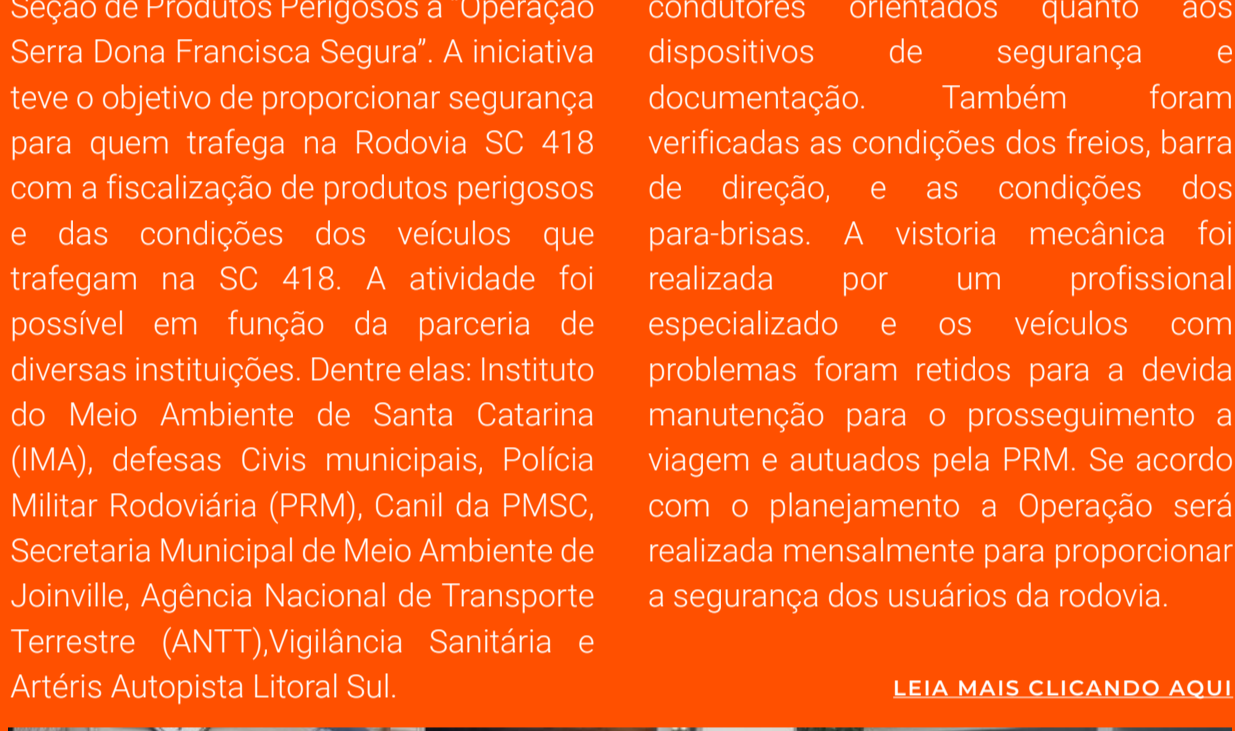 Seção de Produtos Perigosos a “Operação
Serra Dona Francisca Segura”. A iniciativa
teve o objetivo de proporcionar segurança
para quem trafega na Rodovia SC 418
com a fiscalização de produtos perigosos
e das condições dos veículos que
trafegam na SC 418. A atividade foi
possível em função da parceria de
diversas instituições. Dentre elas: Instituto
do Meio Ambiente de Santa Catarina
(IMA), defesas Civis municipais, Polícia
Militar Rodoviária (PRM), Canil da PMSC,
Secretaria Municipal de Meio Ambiente de
Joinville, Agência Nacional de Transporte
Terrestre (ANTT),Vigilância Sanitária e
Artéris Autopista Litoral Sul.
condutores orientados quanto aos
dispositivos de segurança e
documentação. Também foram
verificadas as condições dos freios, barra
de direção, e as condições dos
para-brisas. A vistoria mecânica foi
realizada por um profissional
especializado e os veículos com
problemas foram retidos para a devida
manutenção para o prosseguimento a
viagem e autuados pela PRM. Se acordo
com o planejamento a Operação será
realizada mensalmente para proporcionar
a segurança dos usuários da rodovia.
LEIA MAIS CLICANDO AQUI